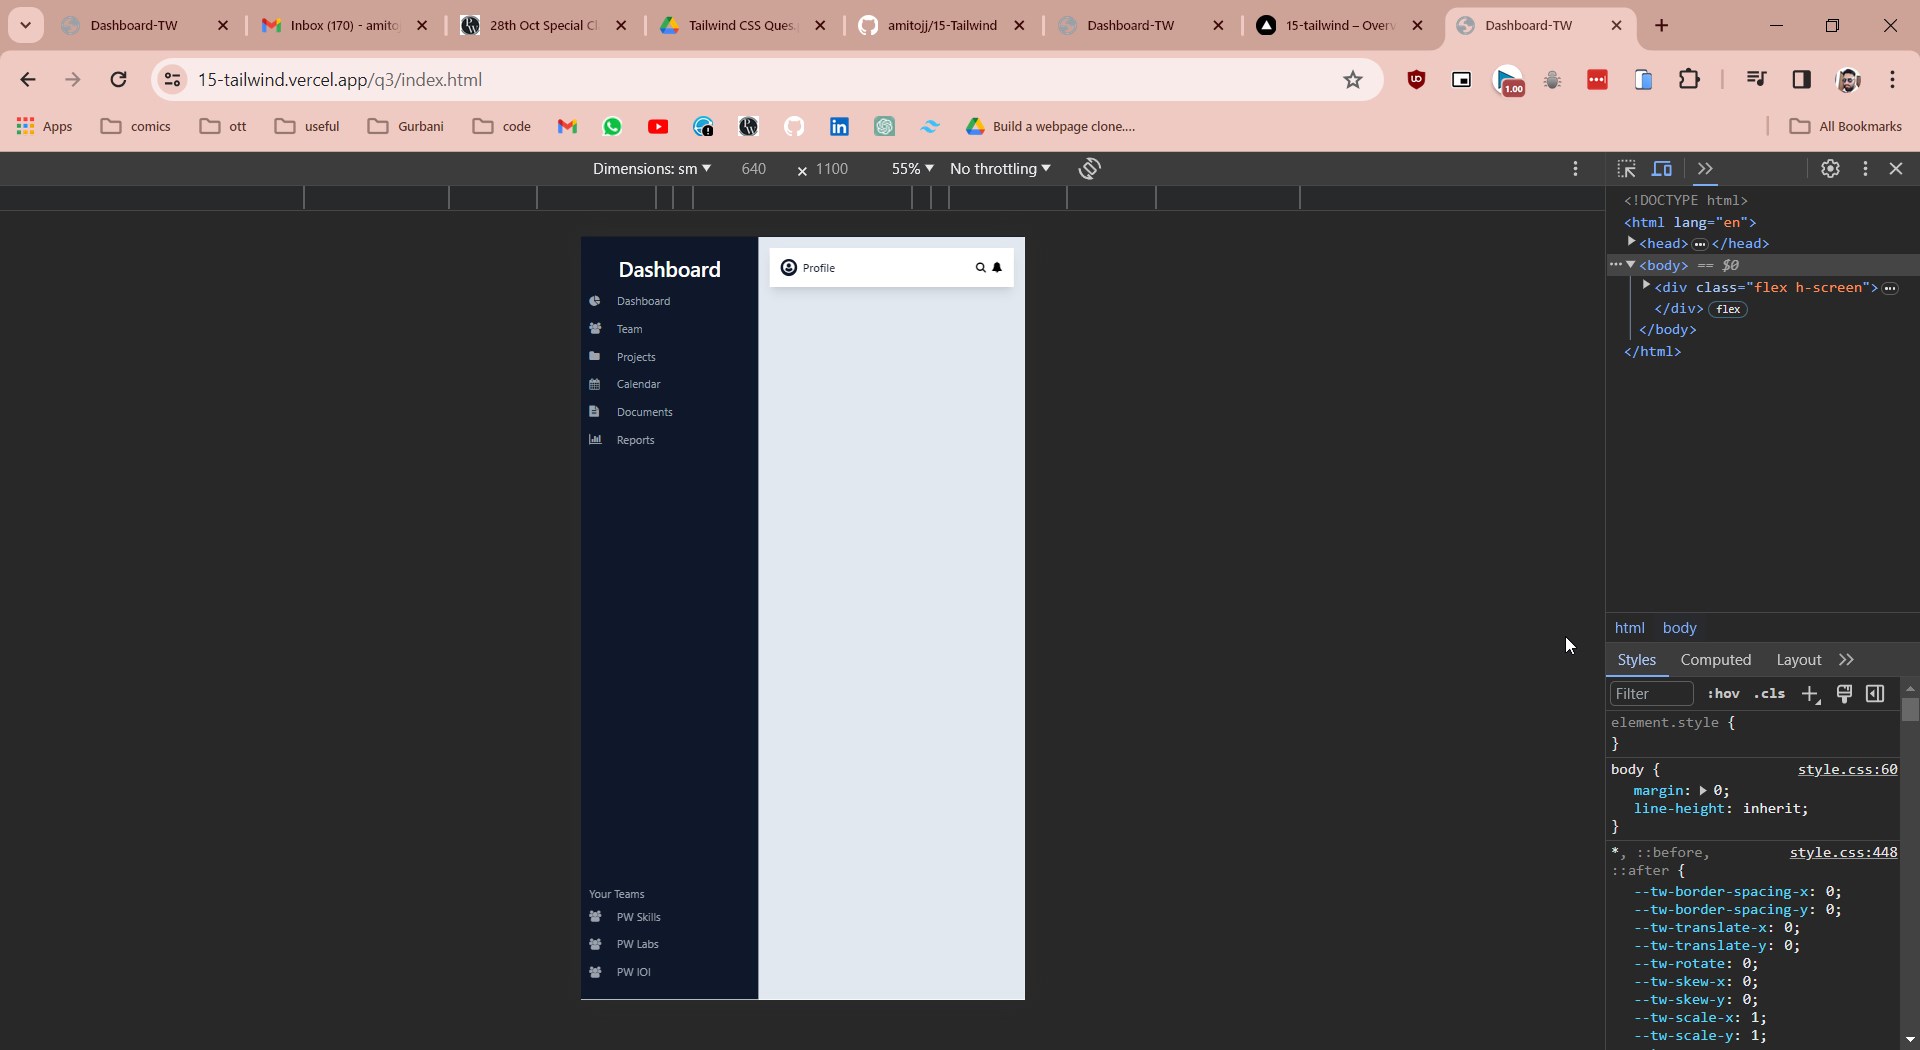 Dashboard-TW
Inbox (170) - amito
28th Oct Special Cl
Tailwind CSS Ques
amitojj/15-Tailwind
Dashboard-TW
15-tailwind – Overv
Dashboard-TW
15-tailwind.vercel.app/q3/index.html
1.00
Apps
comics
ott
useful
Gurbani
code
Build a webpage clone....
All Bookmarks
Dimensions: sm
640
×
1100
55%
No throttling
Dashboard
Dashboard
Team
Projects
Calendar
Documents
Reports
Your Teams
PW Skills
PW Labs
PW IOI
Profile
<!DOCTYPE html>
<html lang="en">
<head> ••• </head>
••• <body> == $0
<div class="flex h-screen"> •••
</div> flex
</body>
</html>
html body
Styles Computed Layout
Filter :hov .cls
element.style {
}
body { style.css:60
margin: 0;
line-height: inherit;
}
*, ::before, style.css:448
::after {
--tw-border-spacing-x: 0;
--tw-border-spacing-y: 0;
--tw-translate-x: 0;
--tw-translate-y: 0;
--tw-rotate: 0;
--tw-skew-x: 0;
--tw-skew-y: 0;
--tw-scale-x: 1;
--tw-scale-y: 1;